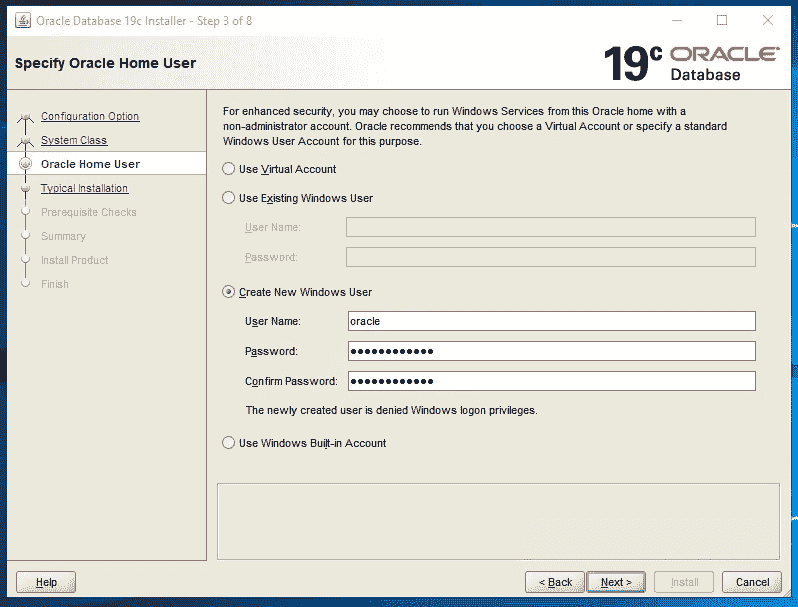 Oracle Database 19c Installer - Step 3 of 8
Specify Oracle Home User
19c ORACLE
Database
Configuration Option
System Class
Oracle Home User
Typical Installation
Prerequisite Checks
Summary
Install Product
Finish
For enhanced security, you may choose to run Windows Services from this Oracle home with a
non-administrator account. Oracle recommends that you choose a Virtual Account or specify a standard
Windows User Account for this purpose.
Use Virtual Account
Use Existing Windows User
User Name:
Password:
Create New Windows User
User Name: oracle
Password: ●●●●●●●●●●●●
Confirm Password: ●●●●●●●●●●●●
The newly created user is denied Windows logon privileges.
Use Windows Built-in Account
Help
< Back
Next >
Install
Cancel